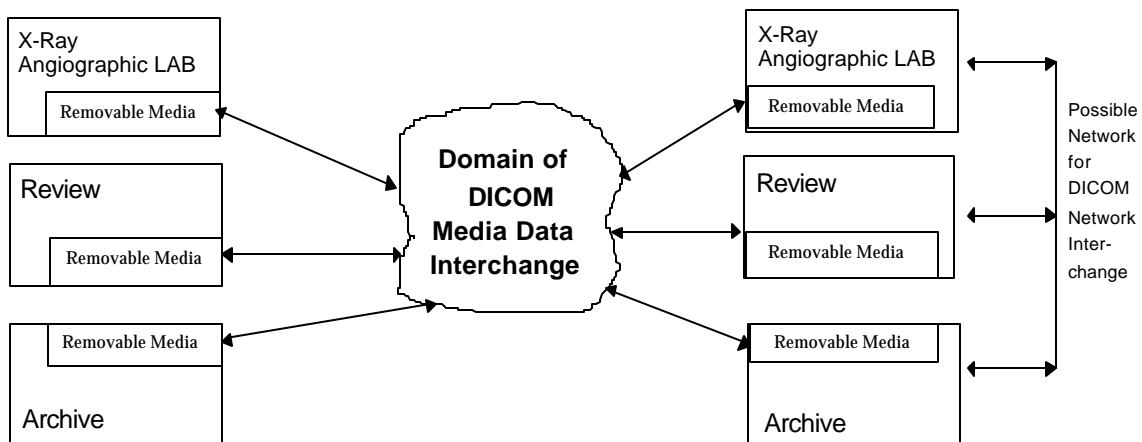 X-Ray
Angiographic LAB
Removable Media
Review
Removable Media
Removable Media
Archive
Domain of
DICOM
Media Data
Interchange
X-Ray
Angiographic LAB
Removable Media
Review
Removable Media
Removable Media
Archive
Possible
Network
for
DICOM
Network
Inter-
change